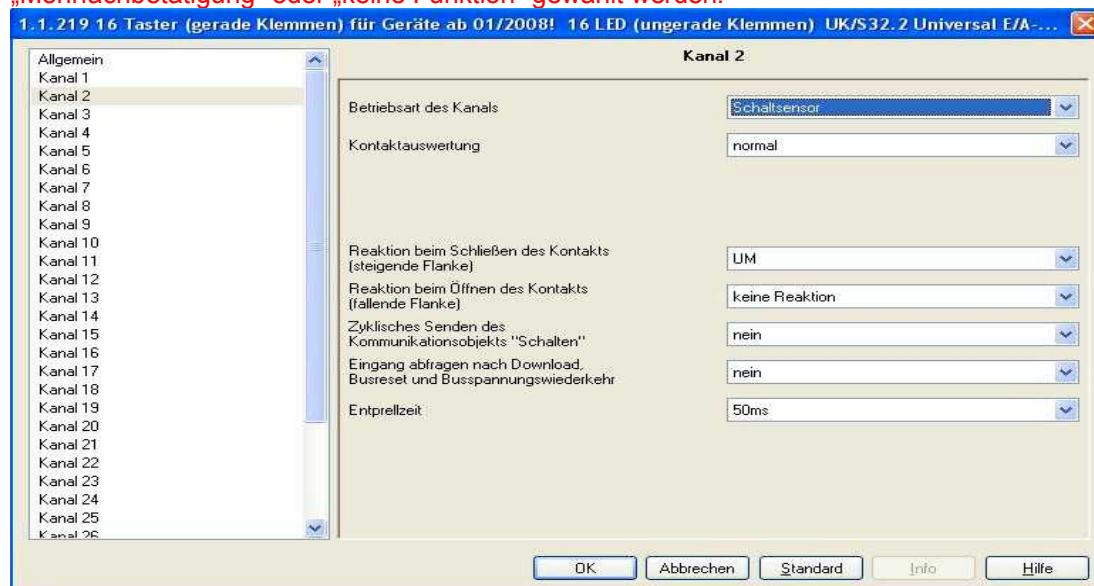 „Mehrfachbetätigung" oder „keine Funktion" gewählt werden.
1.1.219 16 Taster (gerade Klemmen) für Geräte ab 01/2008! 16 LED (ungerade Klemmen) UK/S32.2 Universal E/A-...
Allgemein
Kanal 1
Kanal 2
Kanal 3
Kanal 4
Kanal 5
Kanal 6
Kanal 7
Kanal 8
Kanal 9
Kanal 10
Kanal 11
Kanal 12
Kanal 13
Kanal 14
Kanal 15
Kanal 16
Kanal 17
Kanal 18
Kanal 19
Kanal 20
Kanal 21
Kanal 22
Kanal 23
Kanal 24
Kanal 25
Kanal 26
Kanal 2
Betriebsart des Kanals
Schaltsensor
Kontaktauswertung
normal
Reaktion beim Schließen des Kontakts
(steigende Flanke)
UM
Reaktion beim Öffnen des Kontakts
(fallende Flanke)
keine Reaktion
Zyklisches Senden des
Kommunikationsobjekts "Schalten"
nein
Eingang abfragen nach Download,
Busreset und Busspannungswiederkehr
nein
Entprellzeit
50ms
OK
Abbrechen
Standard
Info
Hilfe